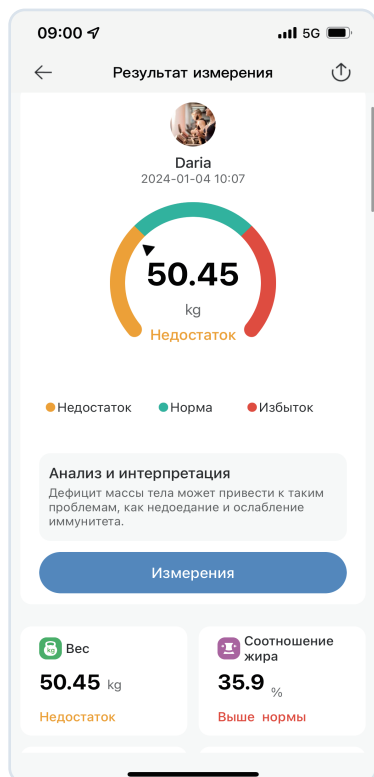 09:00 5G
Результат измерения
Daria
2024-01-04 10:07
50.45
kg
Недостаток
Недостаток Норма Избыток
Анализ и интерпретация
Дефицит массы тела может привести к таким
проблемам, как недоедание и ослабление
иммунитета.
Измерения
kg Вес
50.45 kg
Недостаток
Соотношение
жира
35.9 %
Выше нормы